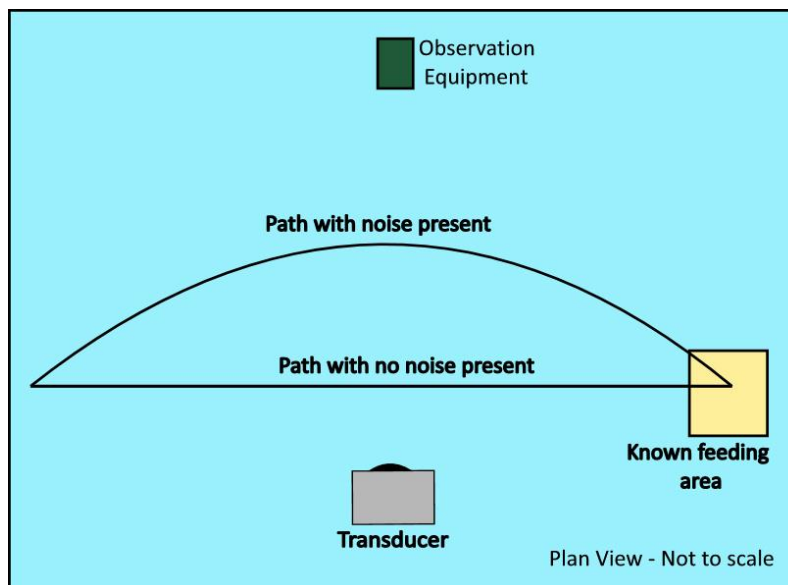 Observation
Equipment
Path with noise present
Path with no noise present
Known feeding
area
Transducer
Plan View - Not to scale